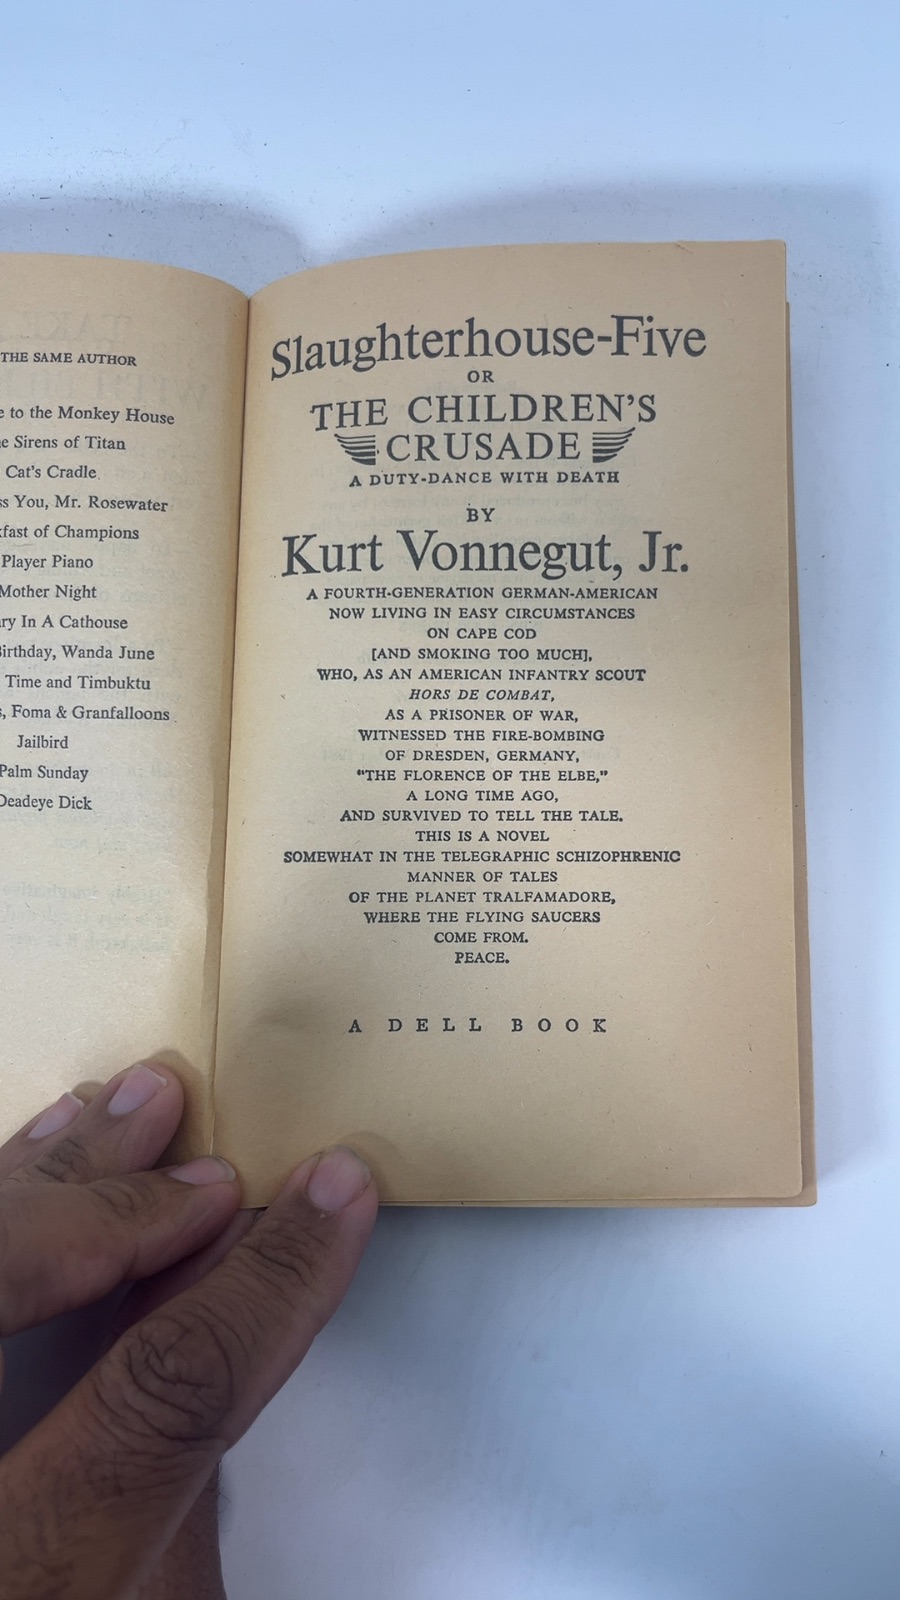 THE SAME AUTHOR
to the Monkey House
Sirens of Titan
Cat's Cradle
You, Mr. Rosewater
of Champions
Player Piano
Mother Night
In A Cathouse
Birthday, Wanda June
Time and Timbuktu
Foma & Granfalloons
Jailbird
Palm Sunday
Deadeye Dick
Slaughterhouse-Five
OR
THE CHILDREN'S
CRUSADE
A DUTY-DANCE WITH DEATH
BY
Kurt Vonnegut, Jr.
A FOURTH-GENERATION GERMAN-AMERICAN
NOW LIVING IN EASY CIRCUMSTANCES
ON CAPE COD
[AND SMOKING TOO MUCH],
WHO, AS AN AMERICAN INFANTRY SCOUT
HORS DE COMBAT,
AS A PRISONER OF WAR,
WITNESSED THE FIRE-BOMBING
OF DRESDEN, GERMANY,
"THE FLORENCE OF THE ELBE,"
A LONG TIME AGO,
AND SURVIVED TO TELL THE TALE.
THIS IS A NOVEL
SOMEWHAT IN THE TELEGRAPHIC SCHIZOPHRENIC
MANNER OF TALES
OF THE PLANET TRALFAMADORE,
WHERE THE FLYING SAUCERS
COME FROM.
PEACE.
A DELL BOOK